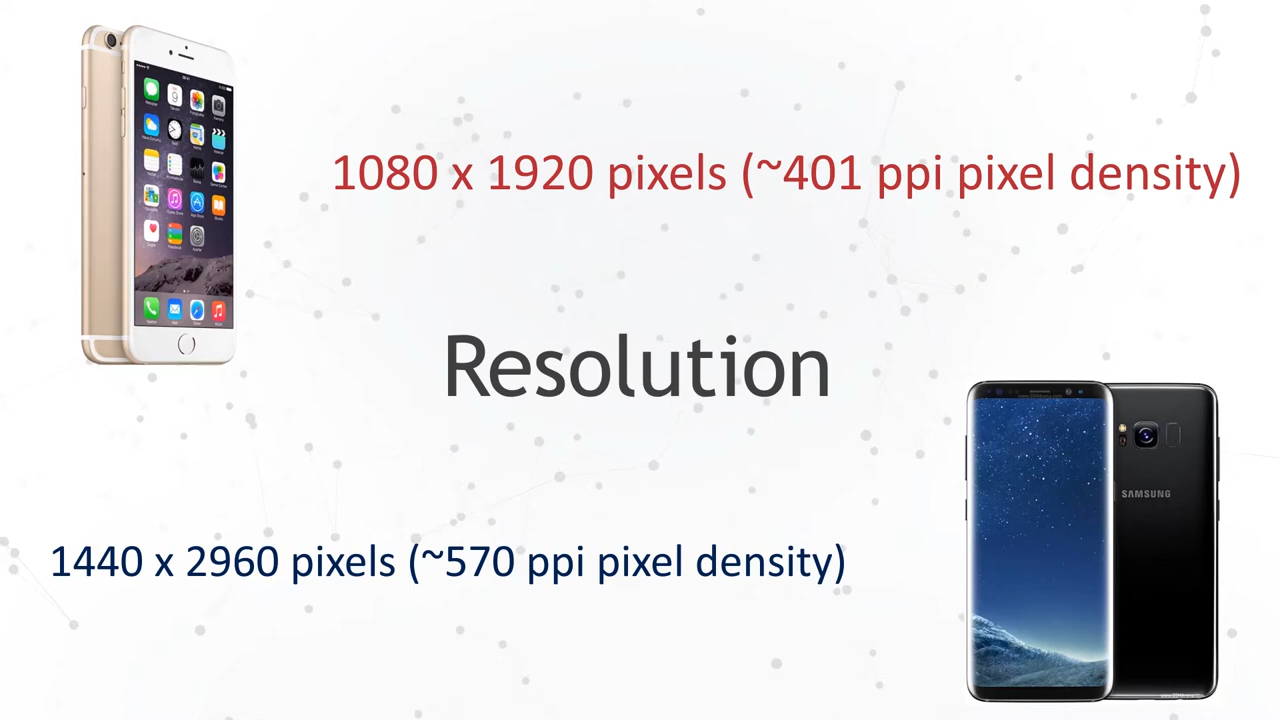 1080 x 1920 pixels (~401 ppi pixel density)
Resolution
SAMSUNG
1440 x 2960 pixels (~570 ppi pixel density)